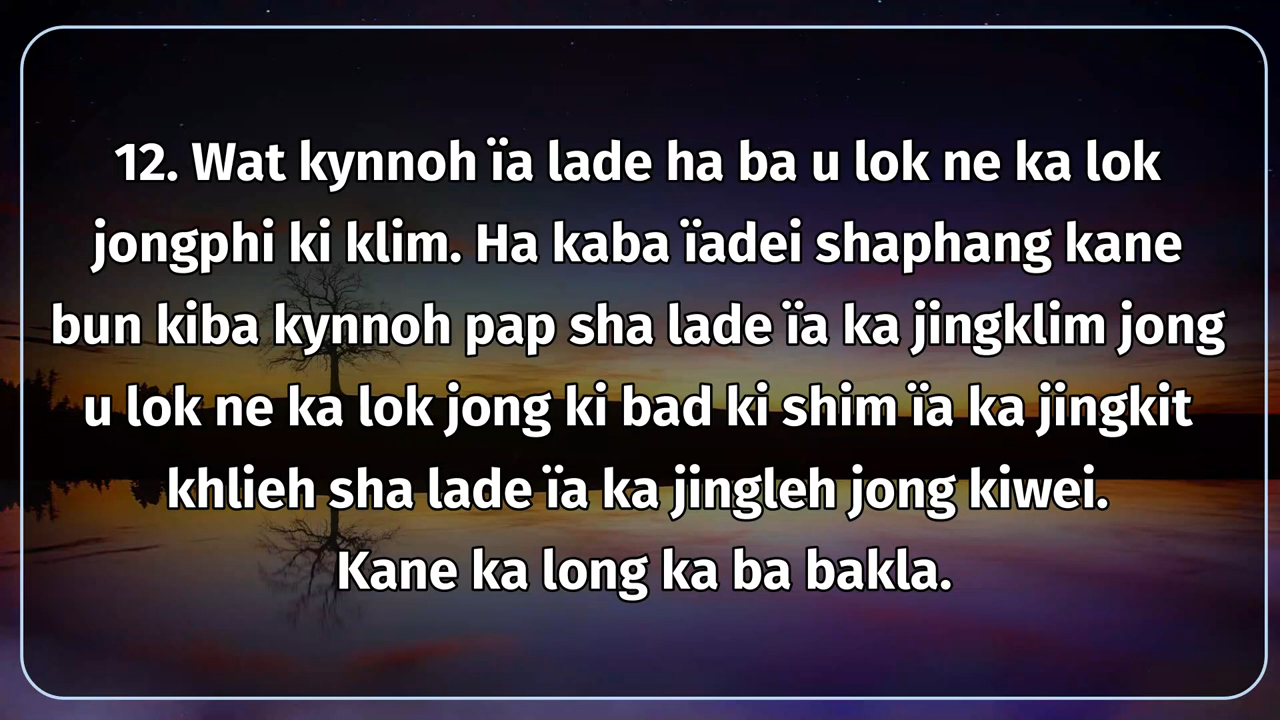 12. Wat kynnoh ïa lade ha ba u lok ne ka lok
jongphi ki klim. Ha kaba ïadei shaphang kane
bun kiba kynnoh pap sha lade ïa ka jingklim jong
u lok ne ka lok jong ki bad ki shim ïa ka jingkit
khlieh sha lade ïa ka jingleh jong kiwei.
Kane ka long ka ba bakla.